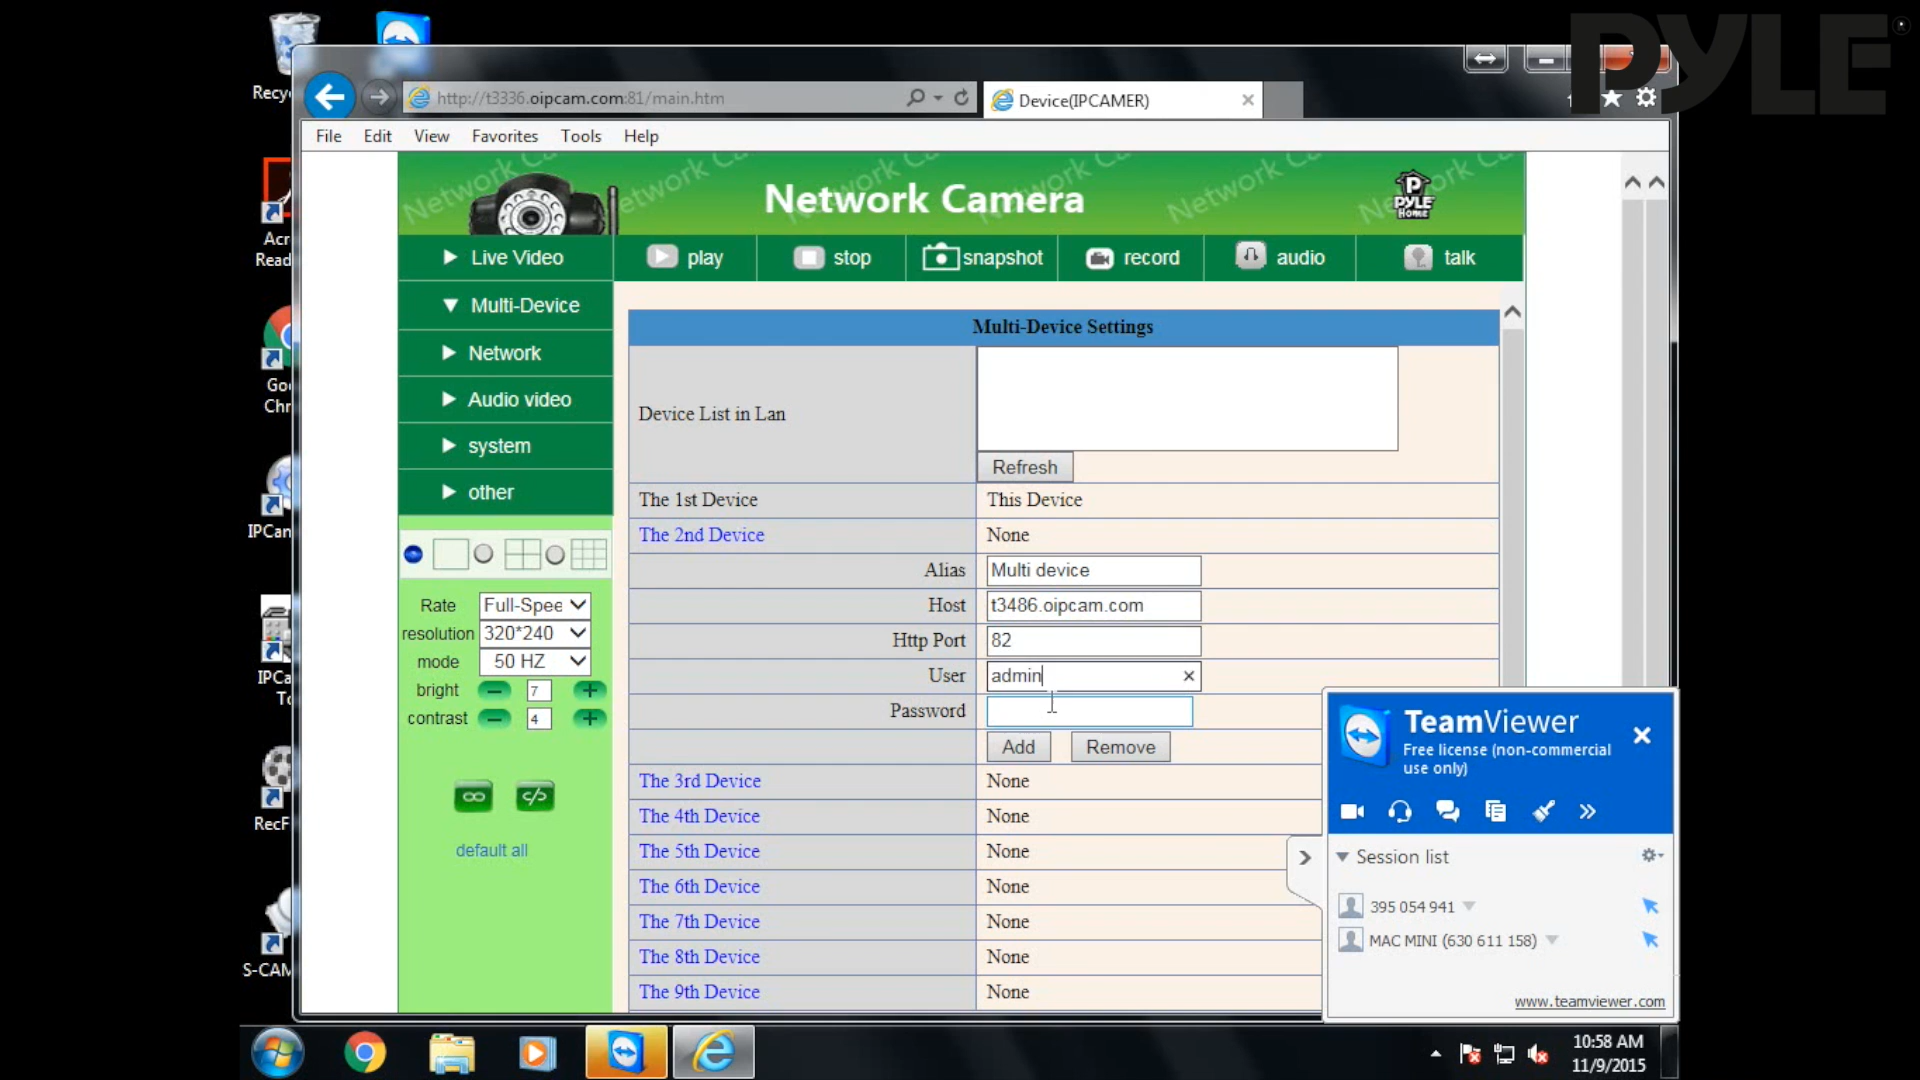 PYLE
Recyc
http://t3336.oipcam.com:81/main.htm
Device(IPCAMER)
File Edit View Favorites Tools Help
Network Camera
PYLE
Home
Acr
Read
Goo
Chr
IPCan
IPCa
To
RecF
S-CAM
Live Video
Multi-Device
Network
Audio video
system
other
play stop snapshot record audio talk
Rate Full-Spee
resolution 320*240
mode 50 HZ
bright 7
contrast 4
default all
Multi-Device Settings
Device List in Lan
Refresh
The 1st Device This Device
The 2nd Device None
Alias Multi device
Host t3486.oipcam.com
Http Port 82
User admin
Password
Add Remove
The 3rd Device None
The 4th Device None
The 5th Device None
The 6th Device None
The 7th Device None
The 8th Device None
The 9th Device None
TeamViewer
Free license (non-commercial
use only)
Session list
395 054 941
MAC MINI (630 611 158)
www.teamviewer.com
10:58 AM
11/9/2015